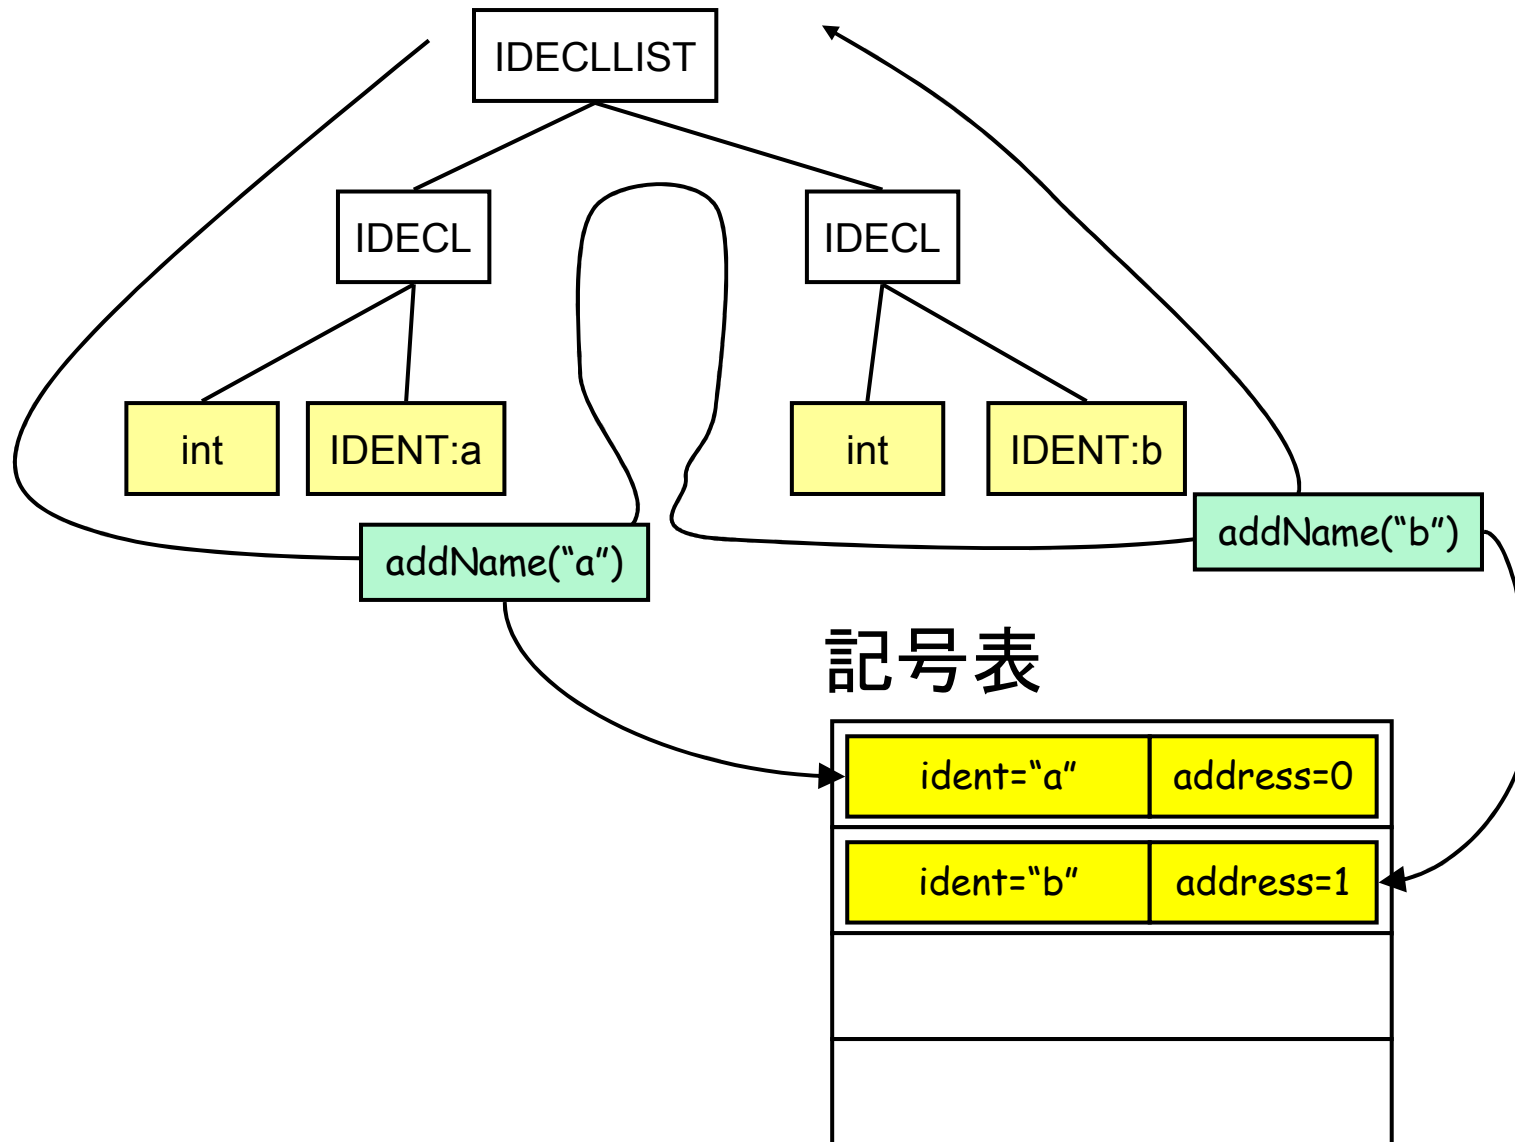 IDECLLIST
IDECL
IDECL
int
IDENT:a
int
IDENT:b
addName(“a”)
addName(“b”)
記号表
ident=“a”
address=0
ident=“b”
address=1